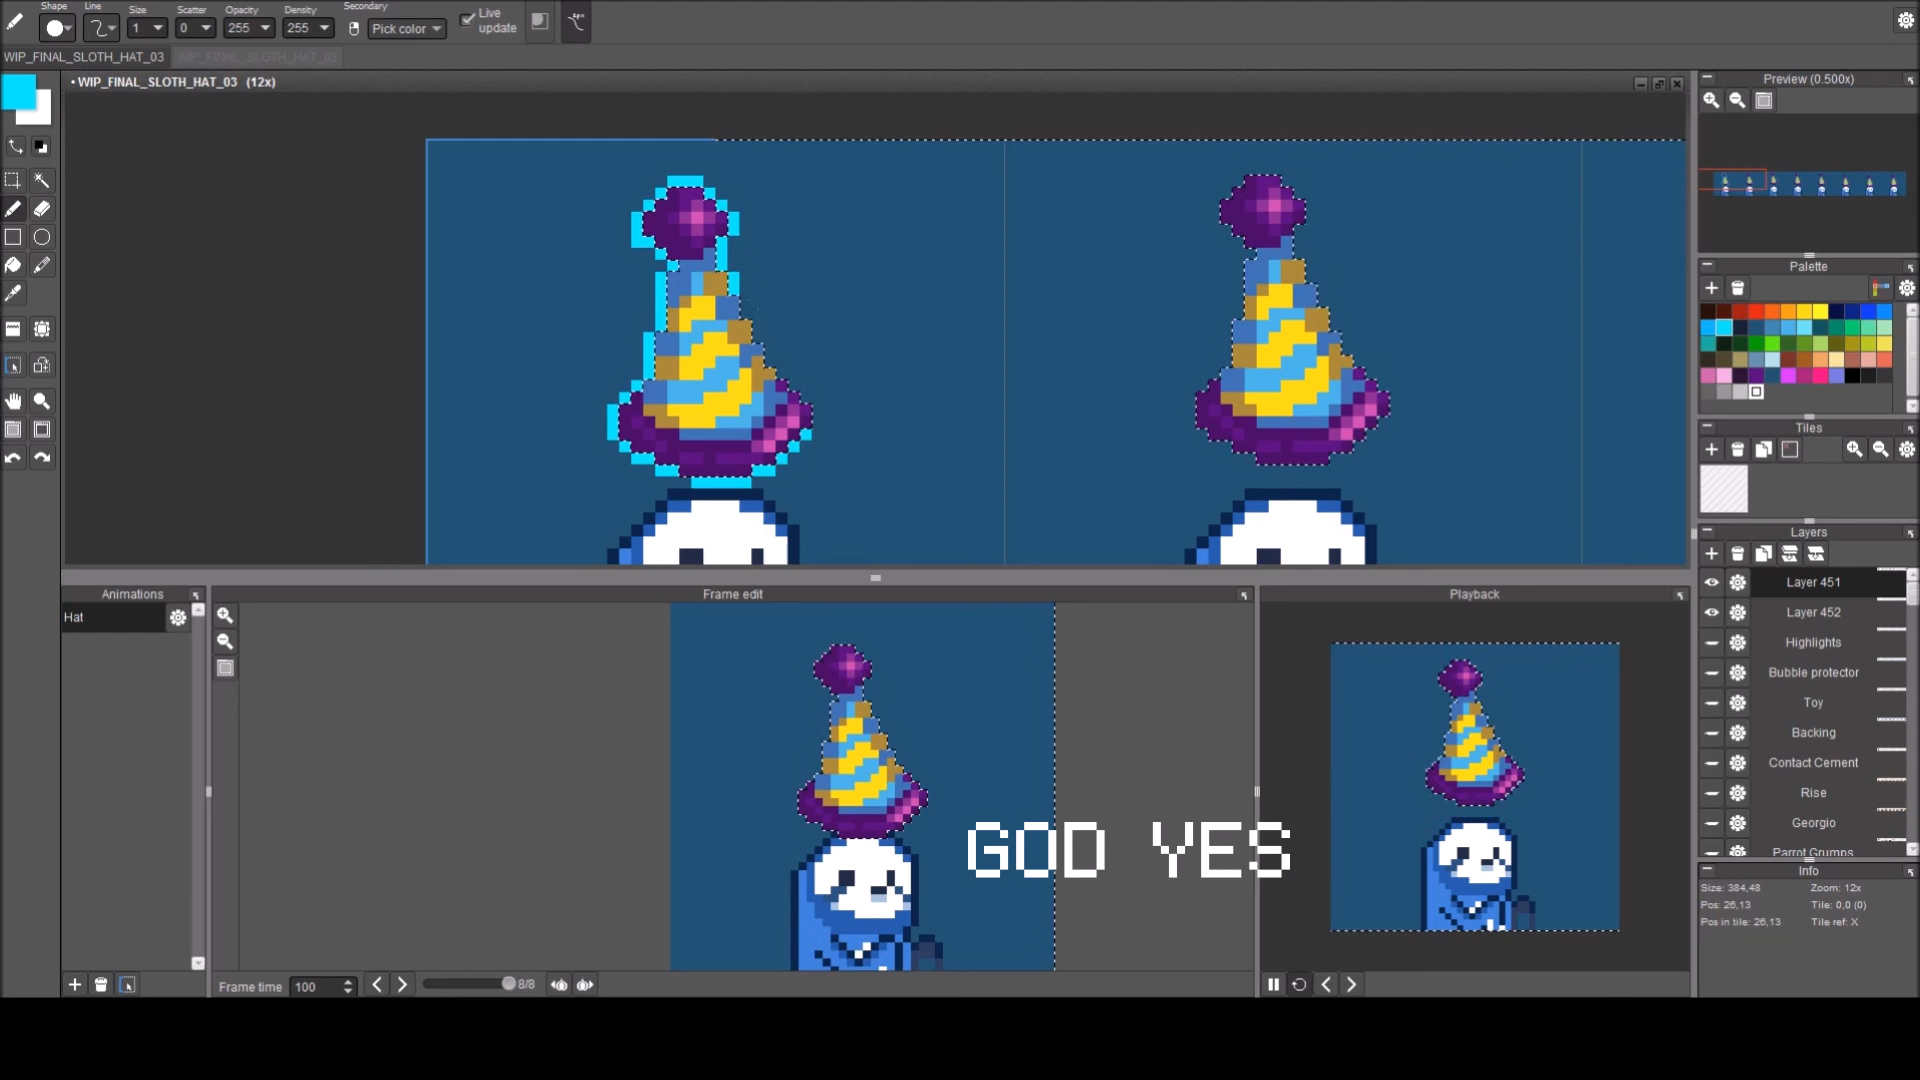 Shape
Line
Size
Scatter
Opacity
Density
Secondary
1
0
255
255
Pick color
Live
update
WIP_FINAL_SLOTH_HAT_03
WIP_FINAL_SLOTH_HAT_03
• WIP_FINAL_SLOTH_HAT_03 (12x)
Preview (0.500x)
Palette
Tiles
Layers
Layer 451
Layer 452
Highlights
Bubble protector
Toy
Backing
Contact Cement
Rise
Georgio
Parrot Grumps
Info
Size: 384,48
Zoom: 12x
Pos: 26,13
Tile: 0,0 (0)
Pos in tile: 26,13
Tile ref: X
Animations
Hat
Frame edit
Playback
GOD YES
Frame time
100
8/8